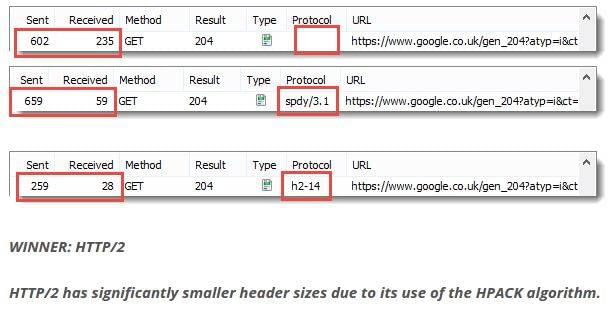 Sent Received Method Result Type Protocol URL
602 235 GET 204 https://www.google.co.uk/gen_204?atyp=i&ct
Sent Received Method Result Type Protocol URL
659 59 GET 204 spdy/3.1 https://www.google.co.uk/gen_204?atyp=i&ct=
Sent Received Method Result Type Protocol URL
259 28 GET 204 h2-14 https://www.google.co.uk/gen_204?atyp=i&ct
WINNER: HTTP/2
HTTP/2 has significantly smaller header sizes due to its use of the HPACK algorithm.